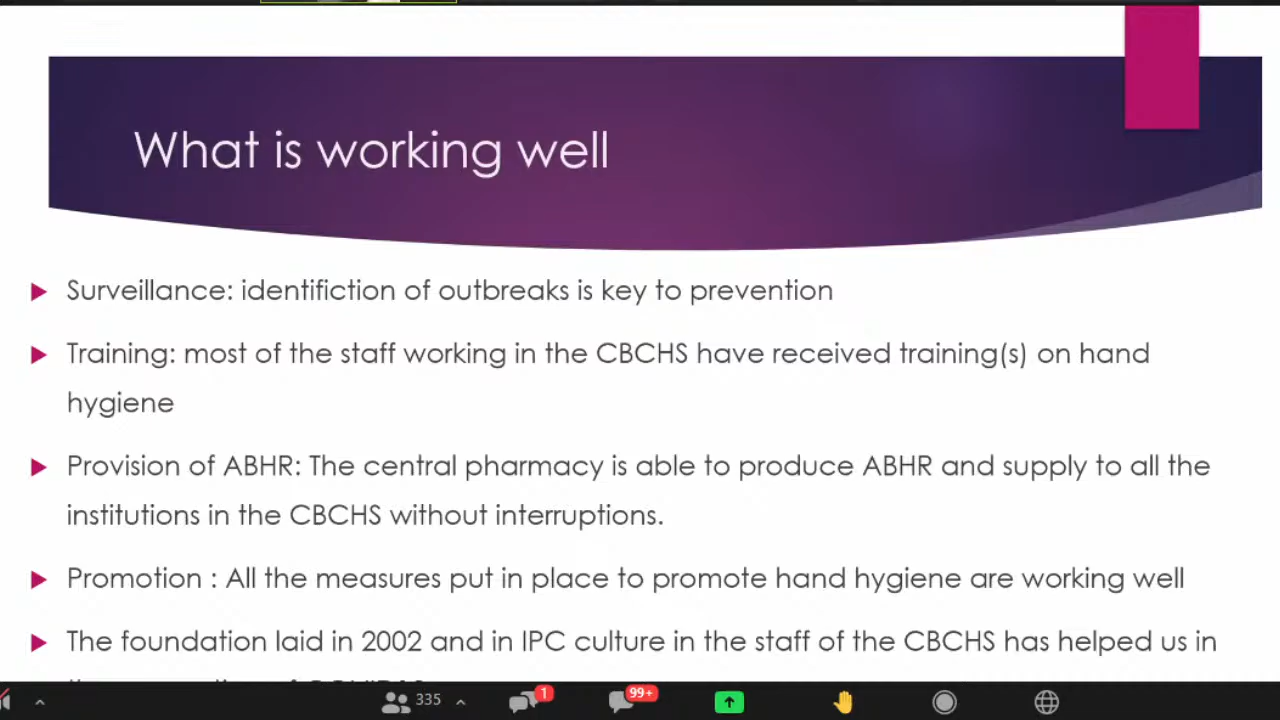 What is working well
Surveillance: identifiction of outbreaks is key to prevention
Training: most of the staff working in the CBCHS have received training(s) on hand
hygiene
Provision of ABHR: The central pharmacy is able to produce ABHR and supply to all the
institutions in the CBCHS without interruptions.
Promotion : All the measures put in place to promote hand hygiene are working well
The foundation laid in 2002 and in IPC culture in the staff of the CBCHS has helped us in
335
1
99+